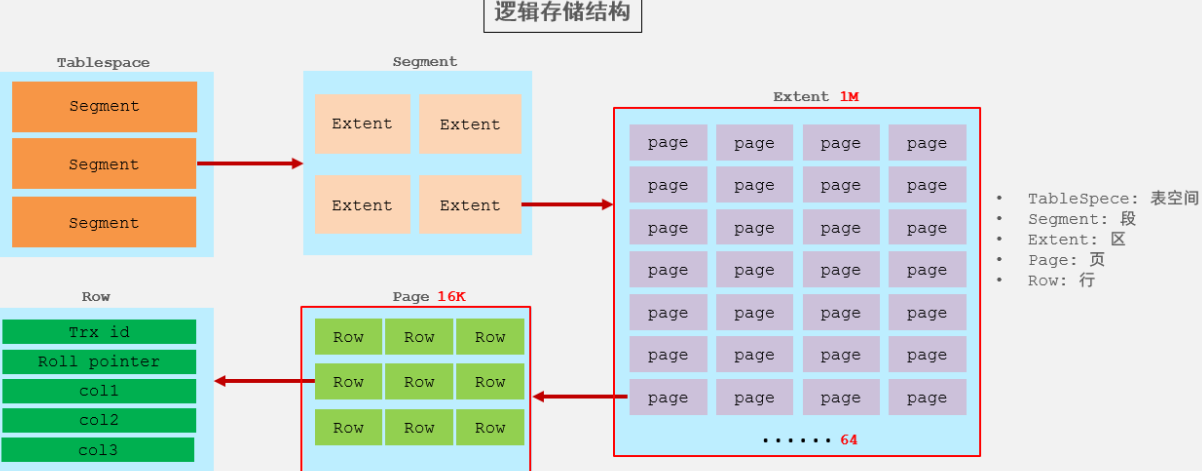 逻辑存储结构
Tablespace
Segment
Segment
Segment
Segment
Extent Extent
Extent Extent
Extent 1M
page page page page
page page page page
page page page page
page page page page
page page page page
page page page page
page page page page
······ 64
• TableSpece: 表空间
• Segment: 段
• Extent: 区
• Page: 页
• Row: 行
Row
Trx id
Roll pointer
col1
col2
col3
Page 16K
Row Row Row
Row Row Row
Row Row Row